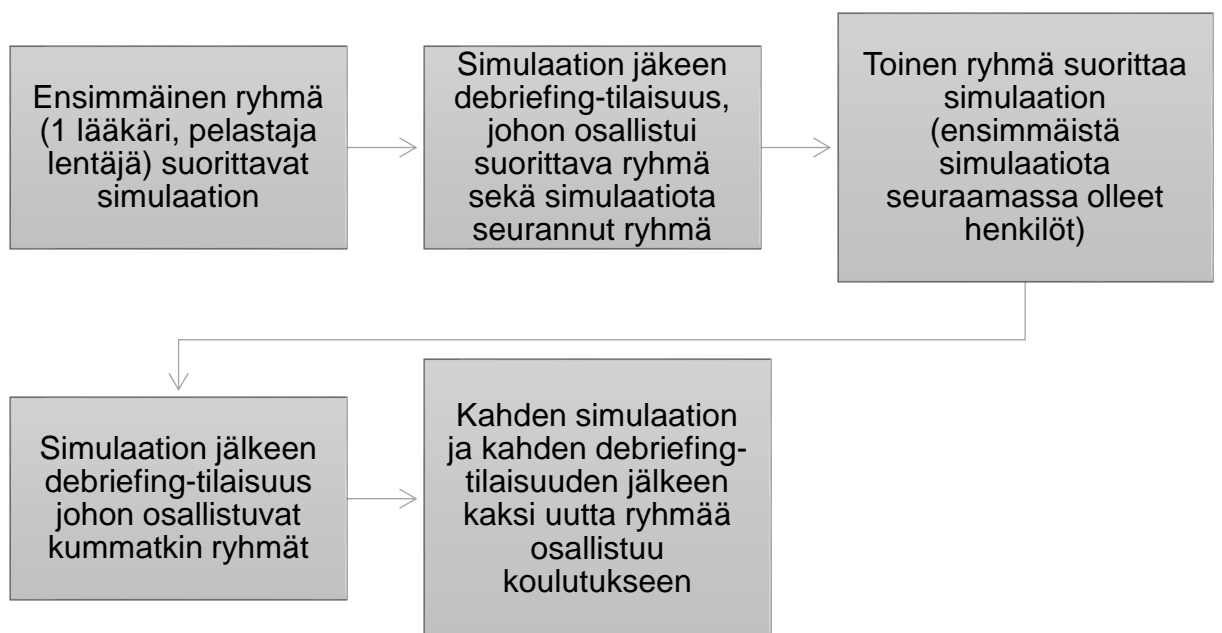 Ensimmäinen ryhmä
(1 lääkäri, pelastaja
lentäjä) suorittavat
simulaation
Simulaation jäkeen
debriefing-tilaisuus,
johon osallistui
suorittava ryhmä
sekä simulaatiota
seurannut ryhmä
Toinen ryhmä suorittaa
simulaation
(ensimmäistä
simulaatiota
seuraamassa olleet
henkilöt)
Simulaation jälkeen
debriefing-tilaisuus
johon osallistuvat
kummatkin ryhmät
Kahden simulaation
ja kahden debriefing-
tilaisuuden jälkeen
kaksi uutta ryhmää
osallistuu
koulutukseen